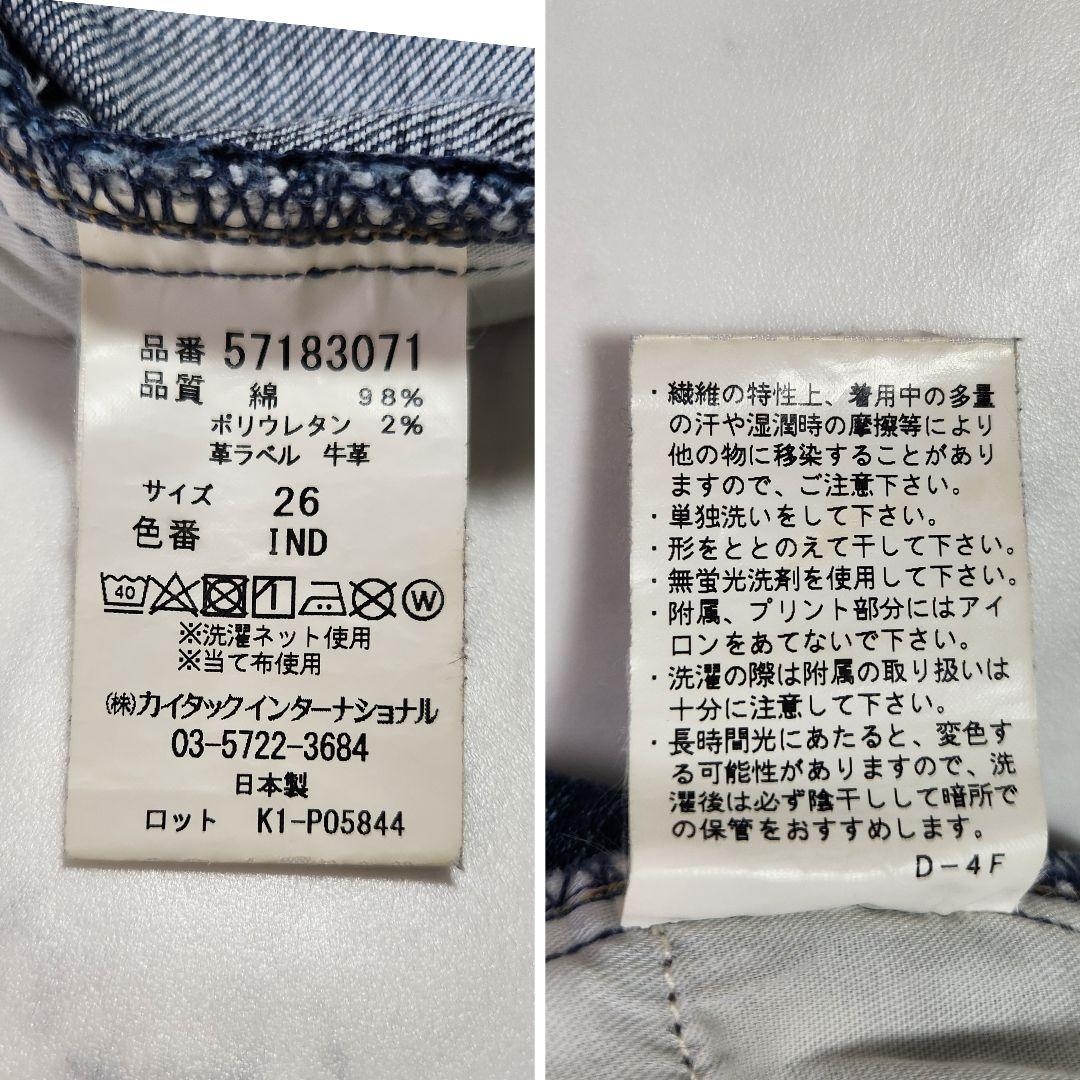 品番 57183071
品質 綿 98%
ポリウレタン 2%
革ラベル 牛革
サイズ 26
色番 IND
40 W
※洗濯ネット使用
※当て布使用
㈱カイタックインターナショナル
03-5722-3684
日本製
ロット K1-P05844
・繊維の特性上、着用中の多量
の汗や湿潤時の摩擦等により
他の物に移染することがあり
ますので、ご注意下さい。
・単独洗いをして下さい。
・形をととのえて干して下さい。
・無蛍光洗剤を使用して下さい。
・附属、プリント部分にはアイ
ロンをあてないで下さい。
・洗濯の際は附属の取り扱いは
十分に注意して下さい。
・長時間光にあたると、変色す
る可能性がありますので、洗
濯後は必ず陰干しして暗所で
の保管をおすすめします。
D-4F